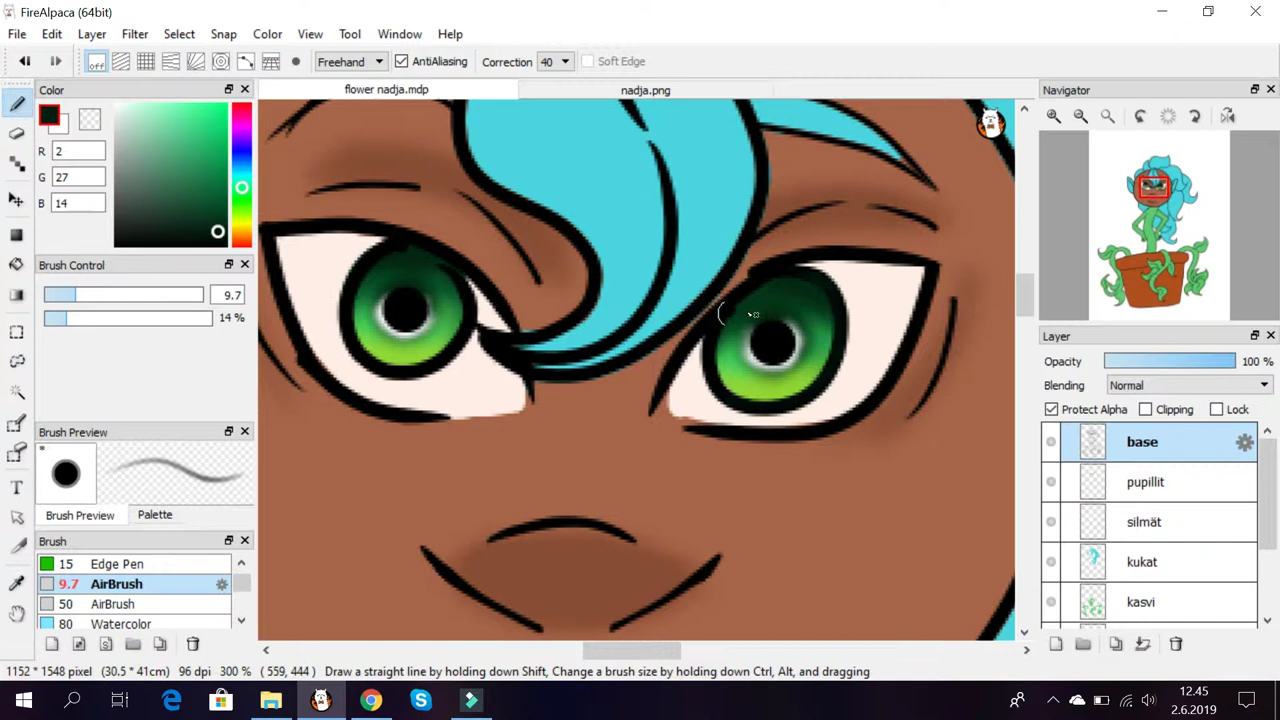 FireAlpaca (64bit)
File Edit Layer Filter Select Snap Color View Tool Window Help
off Freehand AntiAliasing Correction 40 Soft Edge
Color
flower nadja.mdp
nadja.png
Navigator
R 2
G 27
B 14
Brush Control
9.7
14 %
Brush Preview
*
Brush Preview Palette
Brush
15 Edge Pen
9.7 AirBrush
50 AirBrush
80 Watercolor
Layer
Opacity 100 %
Blending Normal
Protect Alpha Clipping Lock
base
pupillit
silmät
kukat
kasvi
1152 * 1548 pixel (30.5 * 41cm) 96 dpi 300 % ( 559, 444 ) Draw a straight line by holding down Shift, Change a brush size by holding down Ctrl, Alt, and dragging
12.45
2.6.2019